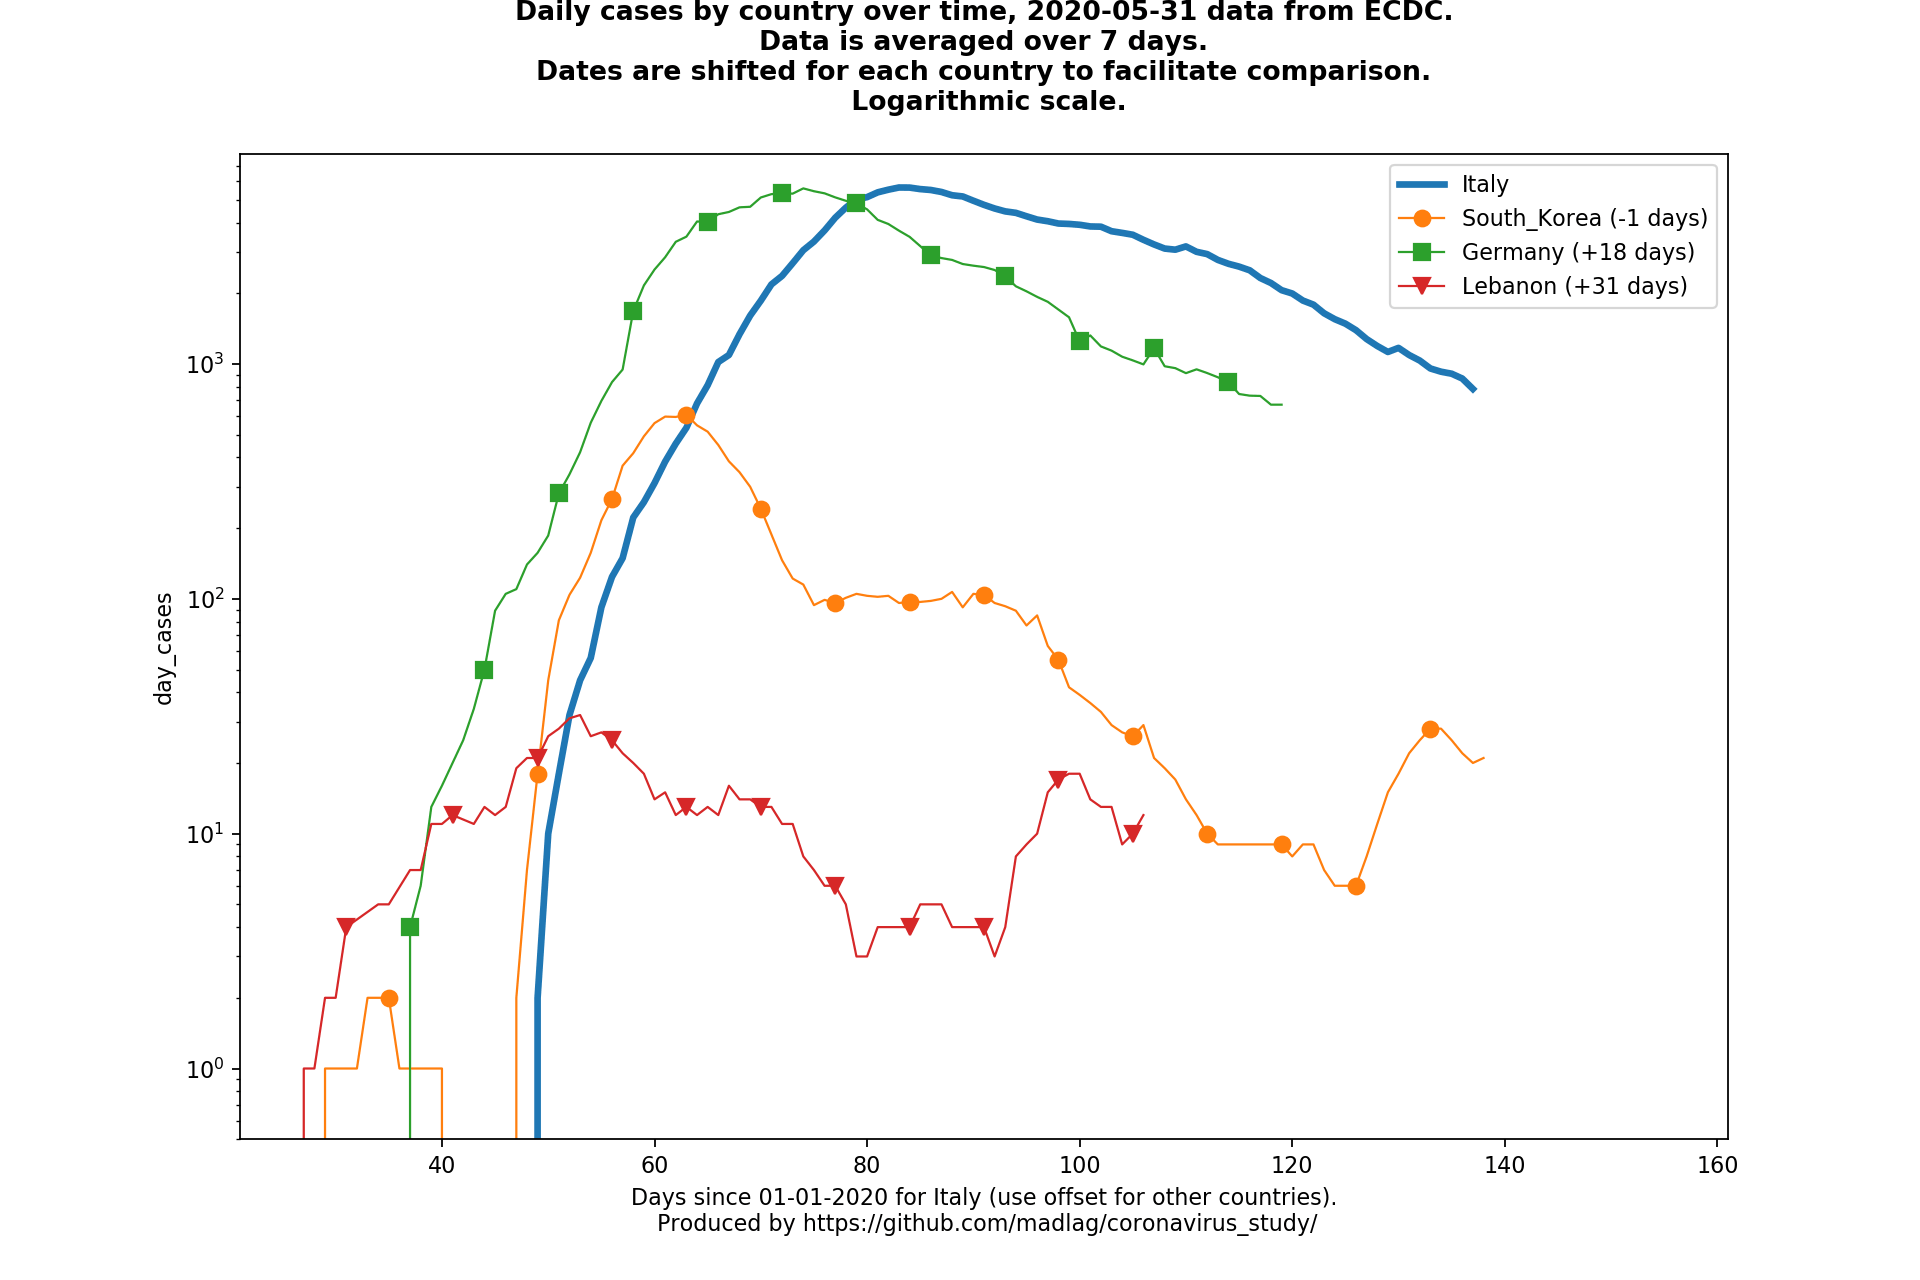 Daily cases by country over time, 2020-05-31 data from ECDC.
Data is averaged over 7 days.
Dates are shifted for each country to facilitate comparison.
Logarithmic scale.
Italy
South_Korea (-1 days)
Germany (+18 days)
Lebanon (+31 days)
10³
10²
10¹
10⁰
day_cases
40 60 80 100 120 140 160
Days since 01-01-2020 for Italy (use offset for other countries).
Produced by https://github.com/madlag/coronavirus_study/